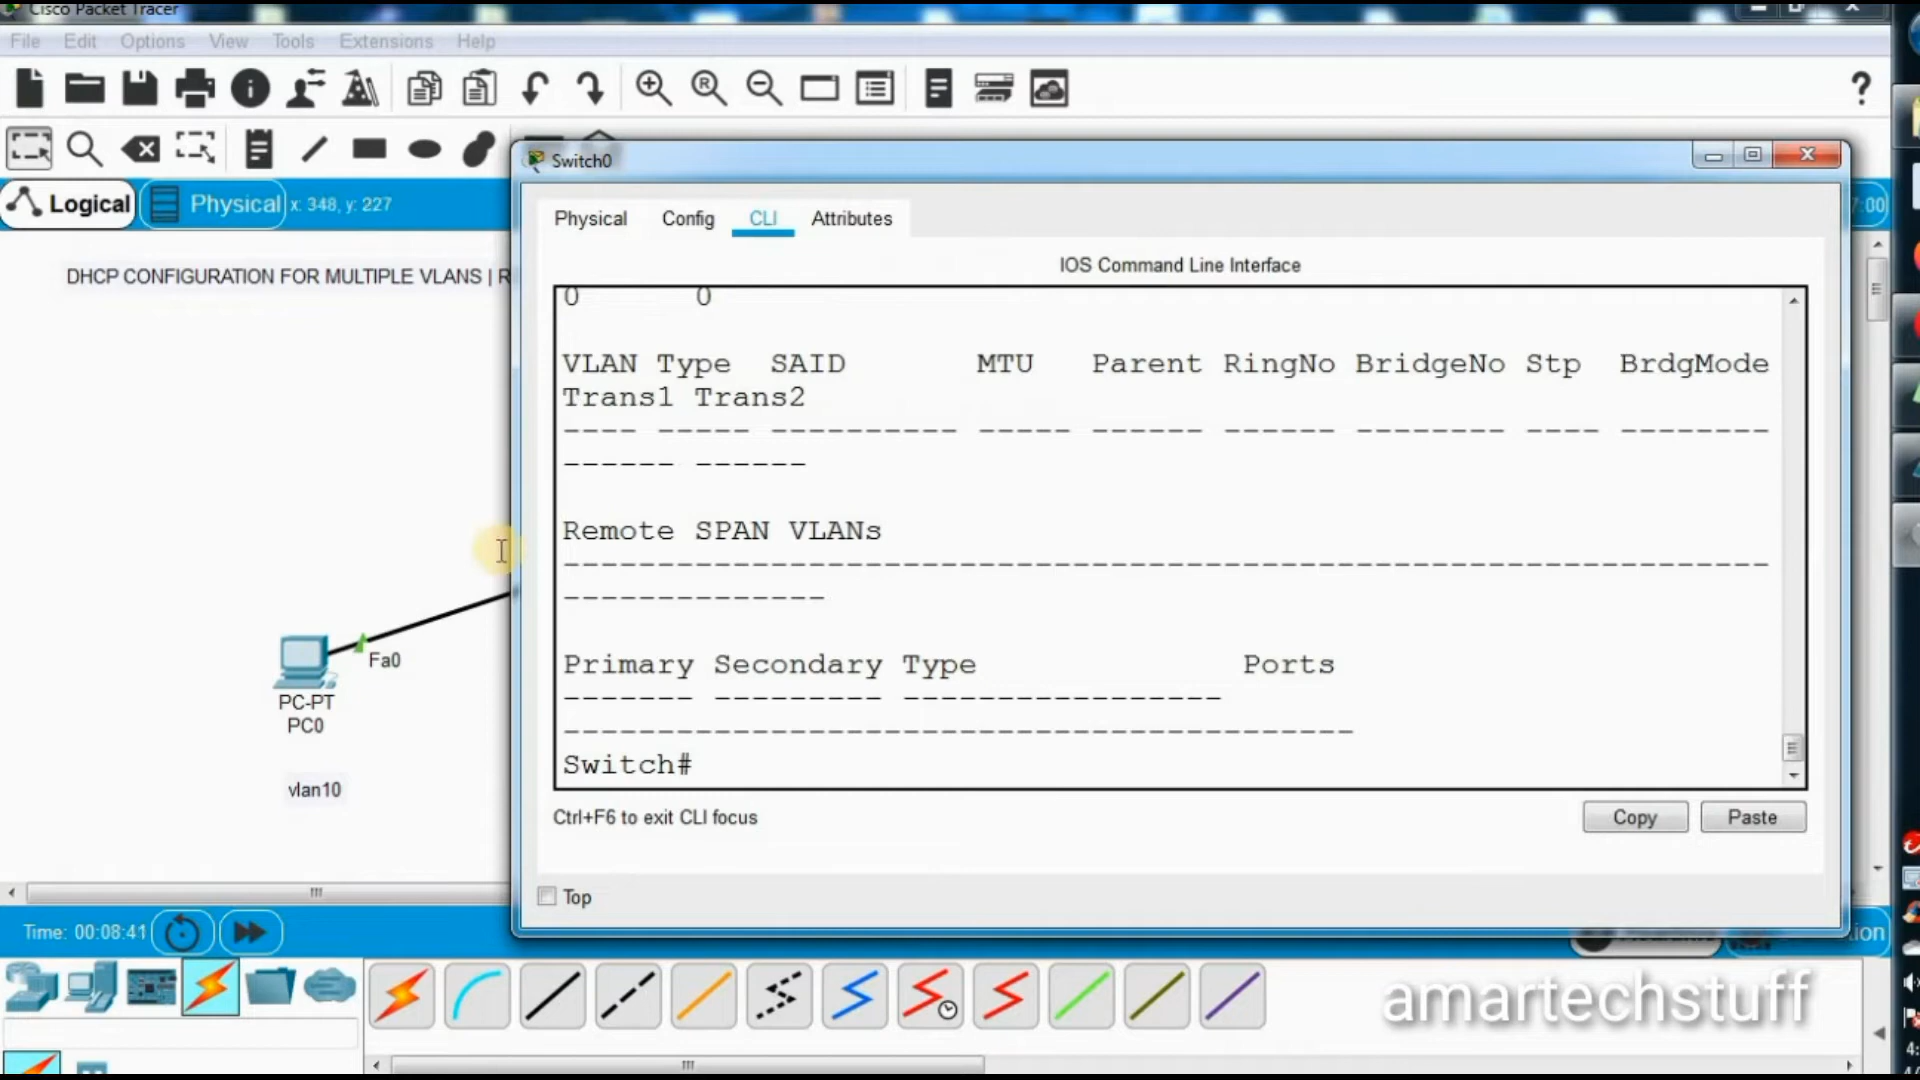 Cisco Packet Tracer
File Edit Options View Tools Extensions Help
?
Logical Physical x: 348, y: 227
DHCP CONFIGURATION FOR MULTIPLE VLANS | R
Switch0
Physical Config CLI Attributes
IOS Command Line Interface
0 0
VLAN Type SAID MTU Parent RingNo BridgeNo Stp BrdgMode
Trans1 Trans2
---- ----- ---------- ----- ------ ------ -------- ---- --------
------ ------
Remote SPAN VLANs
----------------------------------------------------------------
--------------
Primary Secondary Type Ports
------- --------- -----------------
------------------------------------------
Switch#
Ctrl+F6 to exit CLI focus
Copy Paste
Top
Fa0
PC-PT
PC0
vlan10
Time: 00:08:41
amartechstuff